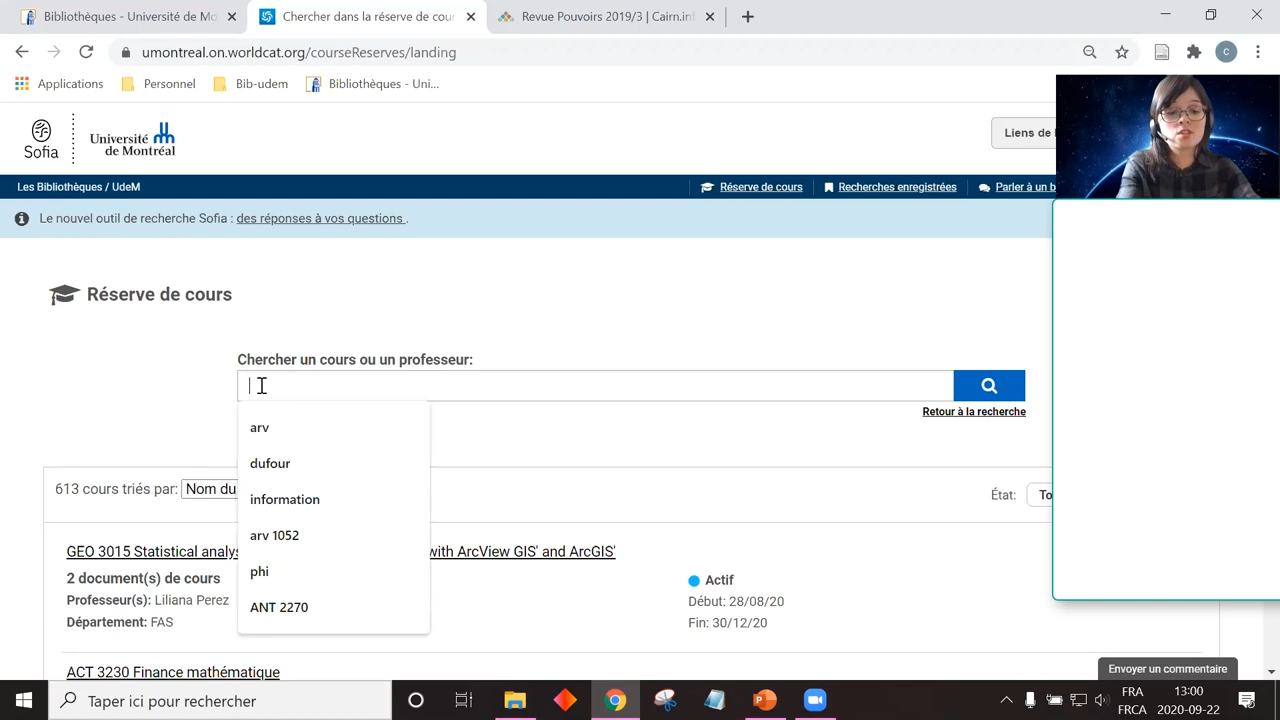 Bibliothèques - Université de Mo
Chercher dans la réserve de cour
Revue Pouvoirs 2019/3 | Cairn.inf
umontreal.on.worldcat.org/courseReserves/landing
C
Applications
Personnel
Bib-udem
Bibliothèques - Uni...
Sofia
Université
de Montréal
Liens de
Les Bibliothèques / UdeM
Réserve de cours
Recherches enregistrées
Parler à un b
Le nouvel outil de recherche Sofia : des réponses à vos questions .
Réserve de cours
Chercher un cours ou un professeur:
Retour à la recherche
arv
dufour
information
arv 1052
phi
ANT 2270
613 cours triés par: Nom du
État: To
GEO 3015 Statistical analys with ArcView GIS' and ArcGIS'
2 document(s) de cours
Actif
Professeur(s): Liliana Perez
Début: 28/08/20
Département: FAS
Fin: 30/12/20
ACT 3230 Finance mathématique
Envoyer un commentaire
Taper ici pour rechercher
FRA
FRCA
13:00
2020-09-22